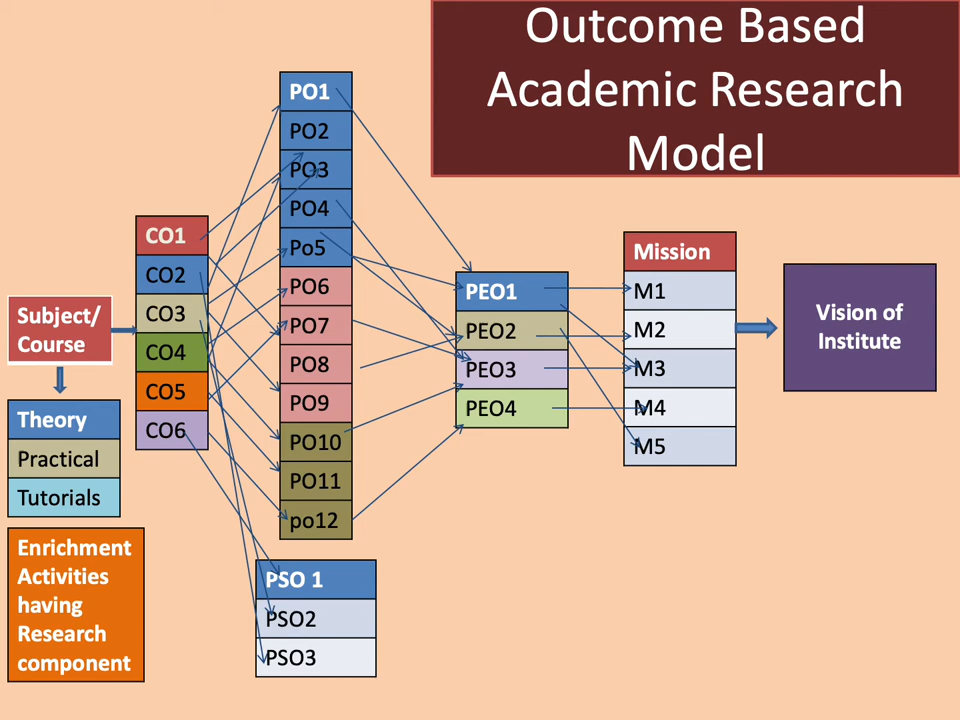 Outcome Based
Academic Research
Model
Subject/
Course
Theory
Practical
Tutorials
Enrichment
Activities
having
Research
component
CO1
CO2
CO3
CO4
CO5
CO6
PO1
PO2
PO3
PO4
Po5
PO6
PO7
PO8
PO9
PO10
PO11
po12
PSO 1
PSO2
PSO3
PEO1
PEO2
PEO3
PEO4
Mission
M1
M2
M3
M4
M5
Vision of
Institute